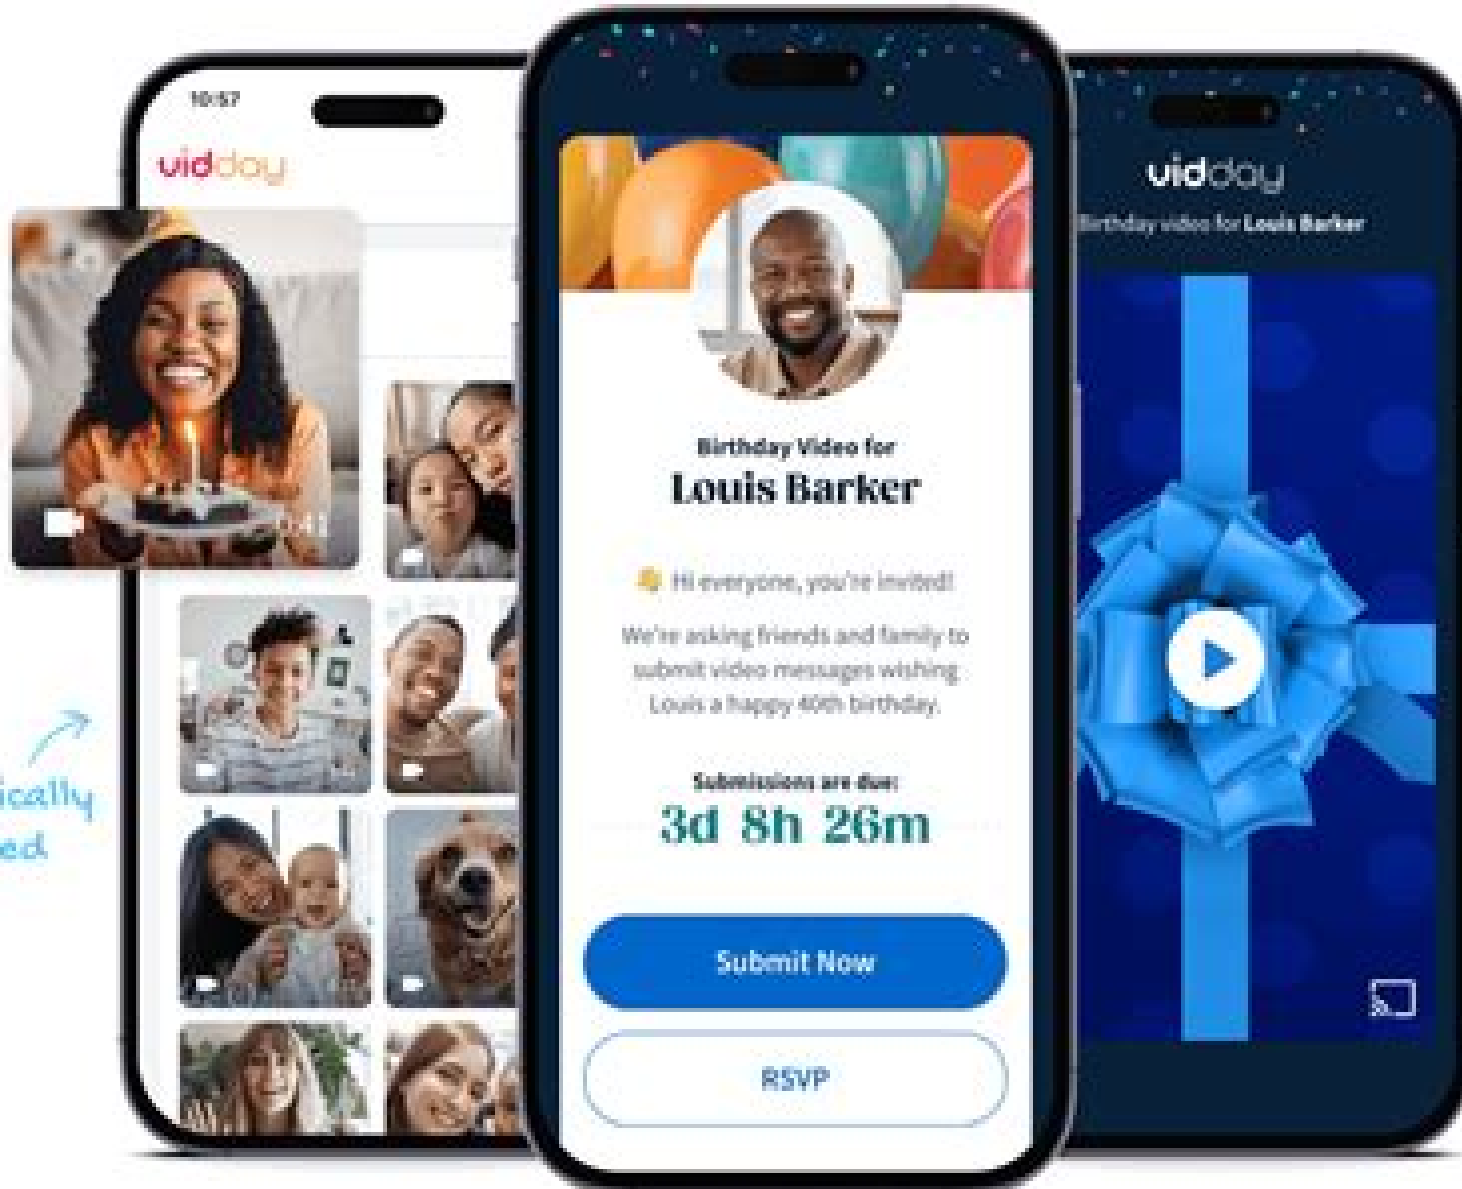 10:57
vidday
ically
ed
Birthday Video for
Louis Barker
👋 Hi everyone, you're invited!
We're asking friends and family to
submit video messages wishing
Louis a happy 40th birthday.
Submissions are due:
3d 8h 26m
Submit Now
RSVP
vidday
Birthday video for Louis Barker